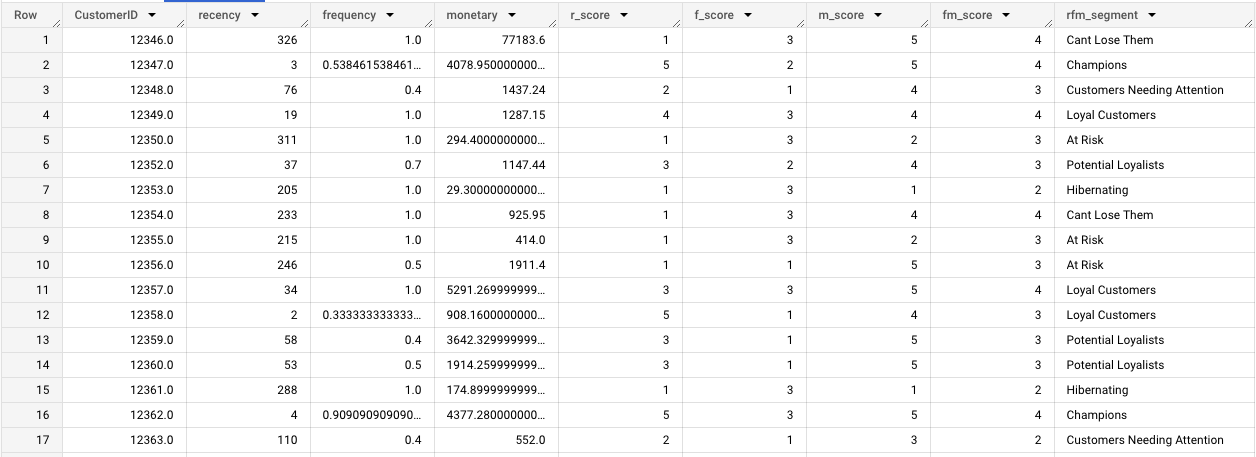 Row CustomerID recency frequency monetary r_score f_score m_score fm_score rfm_segment
1 12346.0 326 1.0 77183.6 1 3 5 4 Cant Lose Them
2 12347.0 3 0.538461538461... 4078.950000000... 5 2 5 4 Champions
3 12348.0 76 0.4 1437.24 2 1 4 3 Customers Needing Attention
4 12349.0 19 1.0 1287.15 4 3 4 4 Loyal Customers
5 12350.0 311 1.0 294.4000000000... 1 3 2 3 At Risk
6 12352.0 37 0.7 1147.44 3 2 4 3 Potential Loyalists
7 12353.0 205 1.0 29.30000000000... 1 3 1 2 Hibernating
8 12354.0 233 1.0 925.95 1 3 4 4 Cant Lose Them
9 12355.0 215 1.0 414.0 1 3 2 3 At Risk
10 12356.0 246 0.5 1911.4 1 1 5 3 At Risk
11 12357.0 34 1.0 5291.269999999... 3 3 5 4 Loyal Customers
12 12358.0 2 0.333333333333... 908.1600000000... 5 1 4 3 Loyal Customers
13 12359.0 58 0.4 3642.329999999... 3 1 5 3 Potential Loyalists
14 12360.0 53 0.5 1914.259999999... 3 1 5 3 Potential Loyalists
15 12361.0 288 1.0 174.8999999999... 1 3 1 2 Hibernating
16 12362.0 4 0.909090909090... 4377.280000000... 5 3 5 4 Champions
17 12363.0 110 0.4 552.0 2 1 3 2 Customers Needing Attention